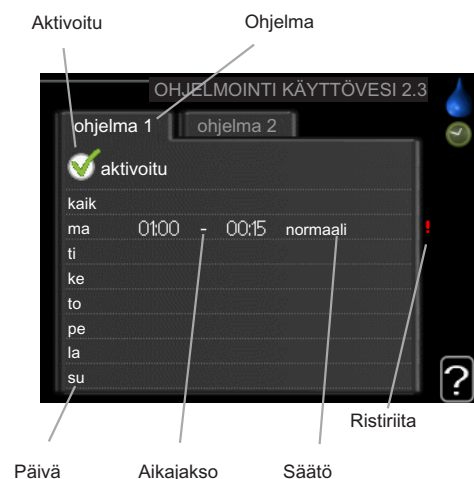 Aktivoitu Ohjelma
OHJELMOINTI KÄYTTÖVESI 2.3
ohjelma 1 ohjelma 2
aktivoitu
kaik
ma 01:00 - 00:15 normaali !
ti
ke
to
pe
la
su
?
Ristiriita
Päivä Aikajakso Säätö